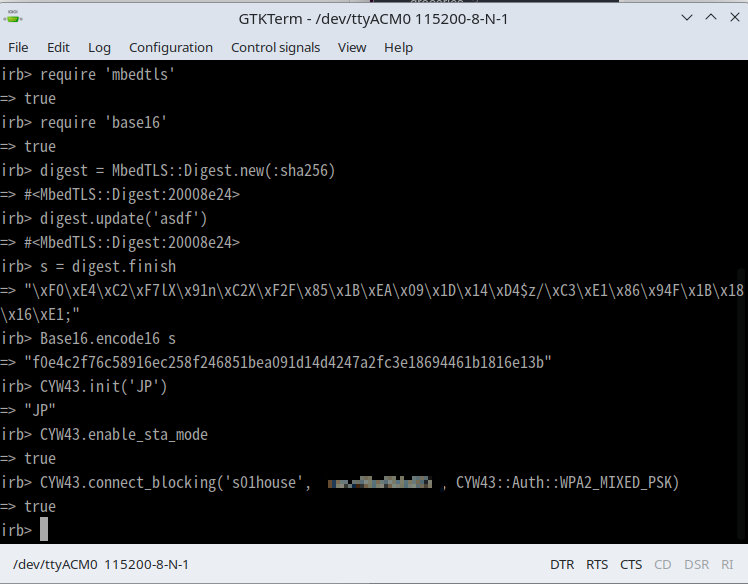 GTKTerm - /dev/ttyACM0 115200-8-N-1
File Edit Log Configuration Control signals View Help
irb> require 'mbedtls'
=> true
irb> require 'base16'
=> true
irb> digest = MbedTLS::Digest.new(:sha256)
=> #<MbedTLS::Digest:20008e24>
irb> digest.update('asdf')
=> #<MbedTLS::Digest:20008e24>
irb> s = digest.finish
=> "\xF0\xE4\xC2\xF7lX\x91n\xC2X\xF2F\x85\x1B\xEA\x09\x1D\x14\xD4$z/\xC3\xE1\x86\x94F\x1B\x18
\x16\xE1;"
irb> Base16.encode16 s
=> "f0e4c2f76c58916ec258f246851bea091d14d4247a2fc3e18694461b1816e13b"
irb> CYW43.init('JP')
=> "JP"
irb> CYW43.enable_sta_mode
=> true
irb> CYW43.connect_blocking('s01house', , CYW43::Auth::WPA2_MIXED_PSK)
=> true
irb>
/dev/ttyACM0 115200-8-N-1 DTR RTS CTS CD DSR RI